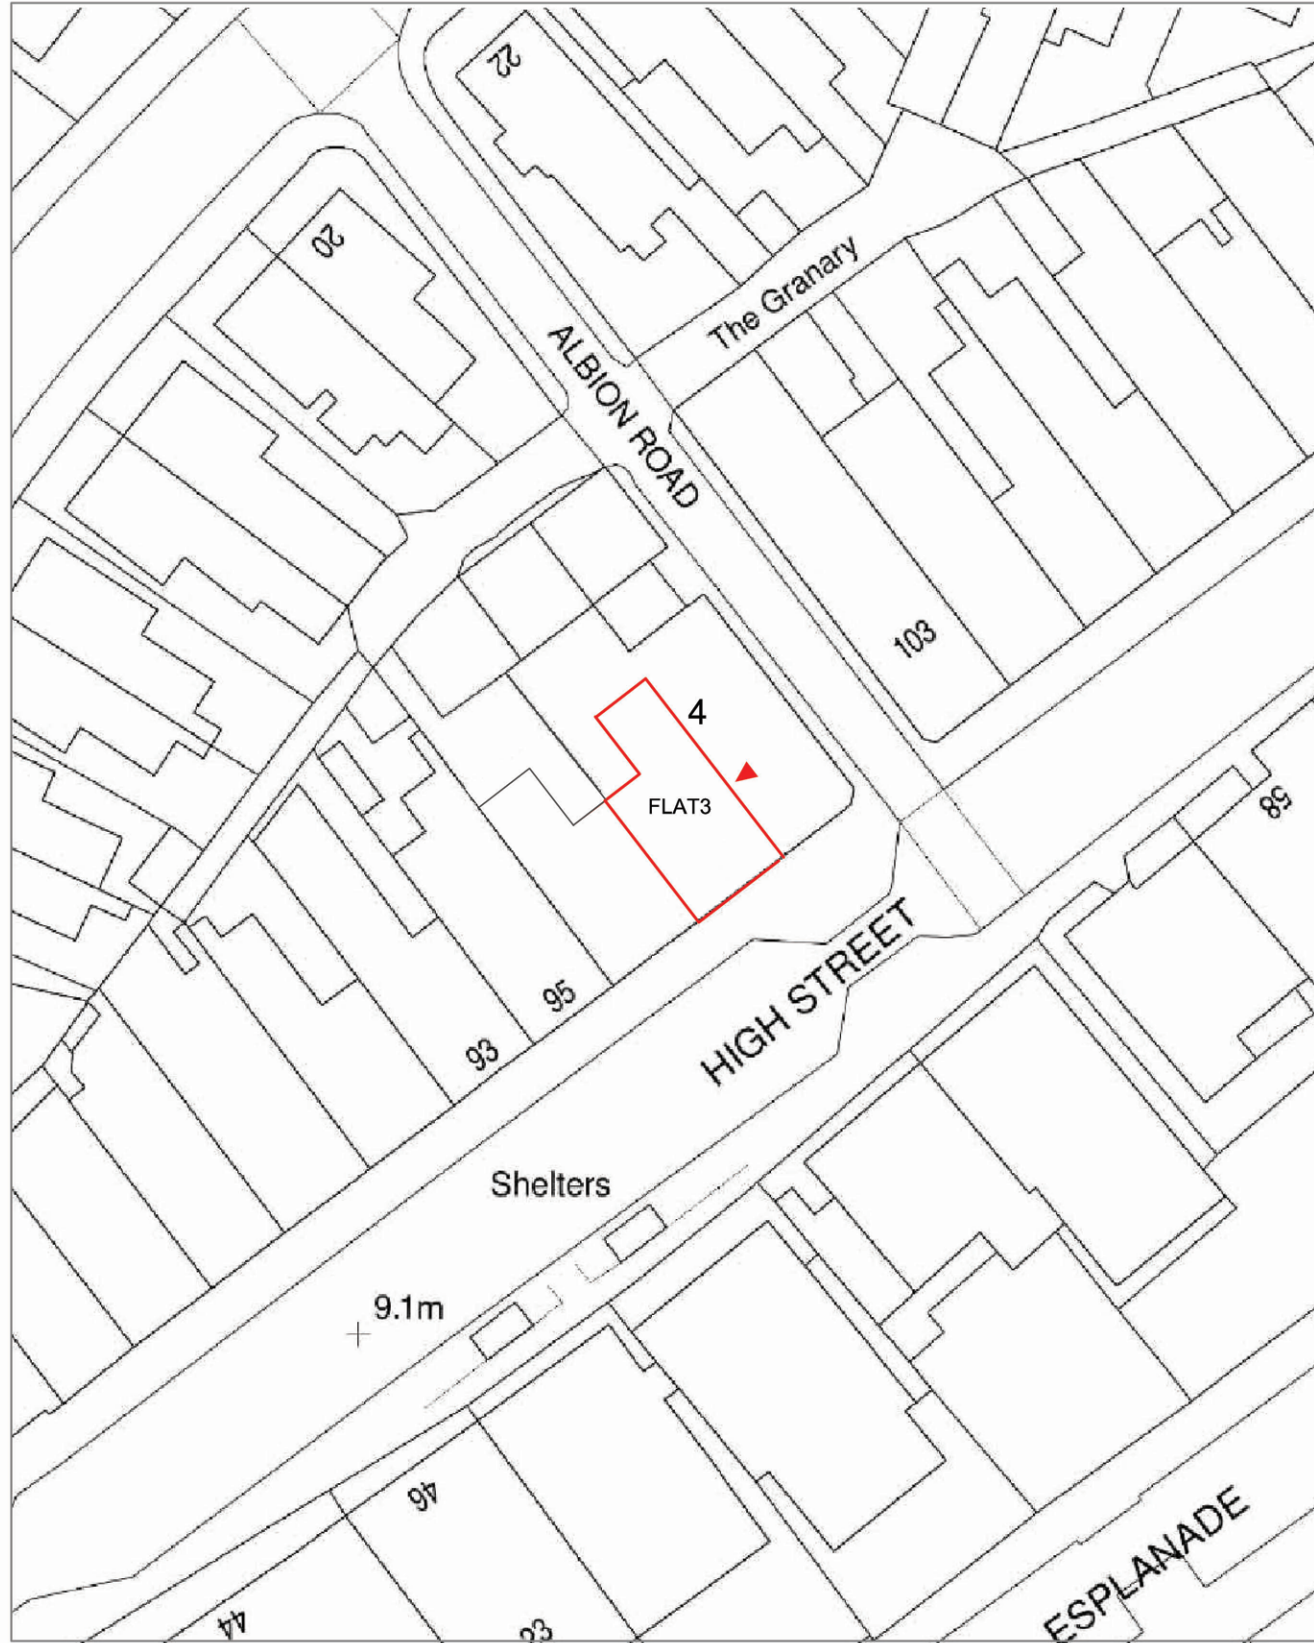 22
20
The Granary
ALBION ROAD
103
4
FLAT3
58
95
HIGH STREET
93
Shelters
9.1m
46
ESPLANADE
44